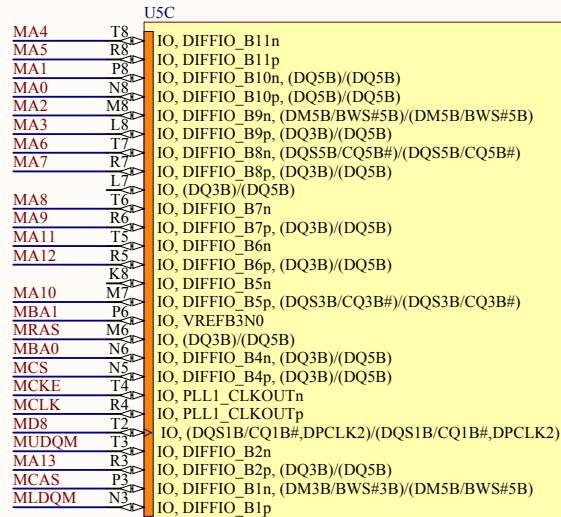 U5C
MA4 T8 IO, DIFFIO_B11n
MA5 R8 IO, DIFFIO_B11p
MA1 P8 IO, DIFFIO_B10n, (DQ5B)/(DQ5B)
MA0 N8 IO, DIFFIO_B10p, (DQ5B)/(DQ5B)
MA2 M8 IO, DIFFIO_B9n, (DM5B/BWS#5B)/(DM5B/BWS#5B)
MA3 L8 IO, DIFFIO_B9p, (DQ3B)/(DQ5B)
MA6 T7 IO, DIFFIO_B8n, (DQS5B/CQ5B#)/(DQS5B/CQ5B#)
MA7 R7 IO, DIFFIO_B8p, (DQ3B)/(DQ5B)
L7 IO, (DQ3B)/(DQ5B)
MA8 T6 IO, DIFFIO_B7n
MA9 R6 IO, DIFFIO_B7p, (DQ3B)/(DQ5B)
MA11 T5 IO, DIFFIO_B6n
MA12 R5 IO, DIFFIO_B6p, (DQ3B)/(DQ5B)
K8 IO, DIFFIO_B5n
MA10 M7 IO, DIFFIO_B5p, (DQS3B/CQ3B#)/(DQS3B/CQ3B#)
MBA1 P6 IO, VREFB3N0
MRAS M6 IO, (DQ3B)/(DQ5B)
MBA0 N6 IO, DIFFIO_B4n, (DQ3B)/(DQ5B)
MCS N5 IO, DIFFIO_B4p, (DQ3B)/(DQ5B)
MCKE T4 IO, PLL1_CLKOUTn
MCLK R4 IO, PLL1_CLKOUTp
MD8 T2 IO, (DQS1B/CQ1B#,DPCLK2)/(DQS1B/CQ1B#,DPCLK2)
MUDQM T3 IO, DIFFIO_B2n
MA13 R3 IO, DIFFIO_B2p, (DQ3B)/(DQ5B)
MCAS P3 IO, DIFFIO_B1n, (DM3B/BWS#3B)/(DM5B/BWS#5B)
MLDQM N3 IO, DIFFIO_B1p